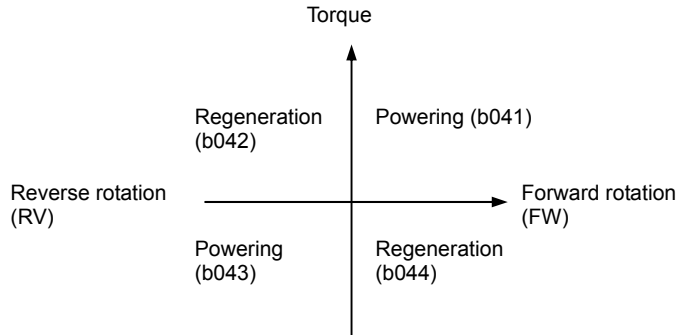 Torque
Regeneration
(b042)
Powering (b041)
Reverse rotation
(RV)
Forward rotation
(FW)
Powering
(b043)
Regeneration
(b044)